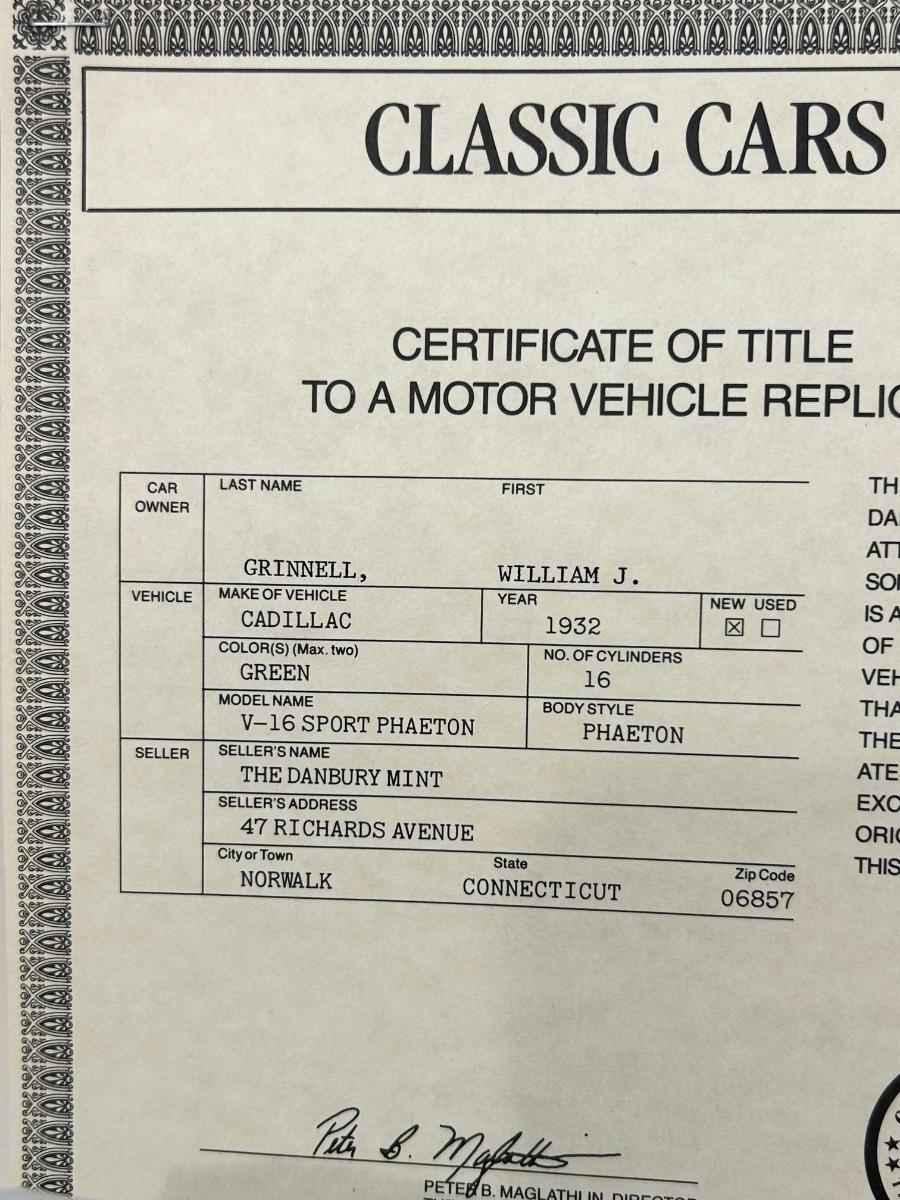 CLASSIC CARS
CERTIFICATE OF TITLE
TO A MOTOR VEHICLE REPLIC
CAR OWNER LAST NAME FIRST
GRINNELL, WILLIAM J.
VEHICLE MAKE OF VEHICLE YEAR NEW USED
CADILLAC 1932 ☒ ☐
COLOR(S) (Max. two) NO. OF CYLINDERS
GREEN 16
MODEL NAME BODY STYLE
V-16 SPORT PHAETON PHAETON
SELLER SELLER'S NAME
THE DANBURY MINT
SELLER'S ADDRESS
47 RICHARDS AVENUE
City or Town State Zip Code
NORWALK CONNECTICUT 06857
TH
DA
ATT
SO
IS A
OF
VEH
THA
THE
ATE
EXC
ORIG
THIS
Peter B. Maglathlin
PETER B. MAGLATHLIN, DIRECTOR